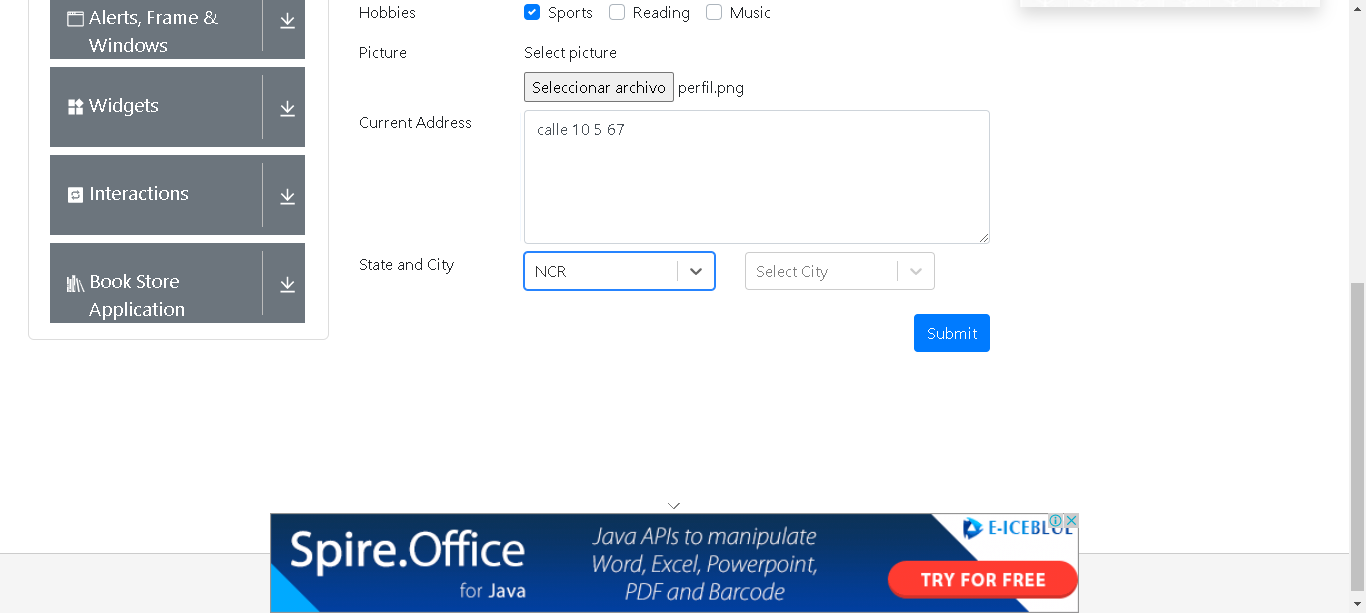 Alerts, Frame &
Windows
Widgets
Interactions
Book Store
Application
Hobbies
Sports
Reading
Music
Picture
Select picture
Seleccionar archivo perfil.png
Current Address
calle 10 5 67
State and City
NCR
Select City
Submit
Spire.Office
for Java
Java APIs to manipulate
Word, Excel, Powerpoint,
PDF and Barcode
E-ICEBLUE
TRY FOR FREE